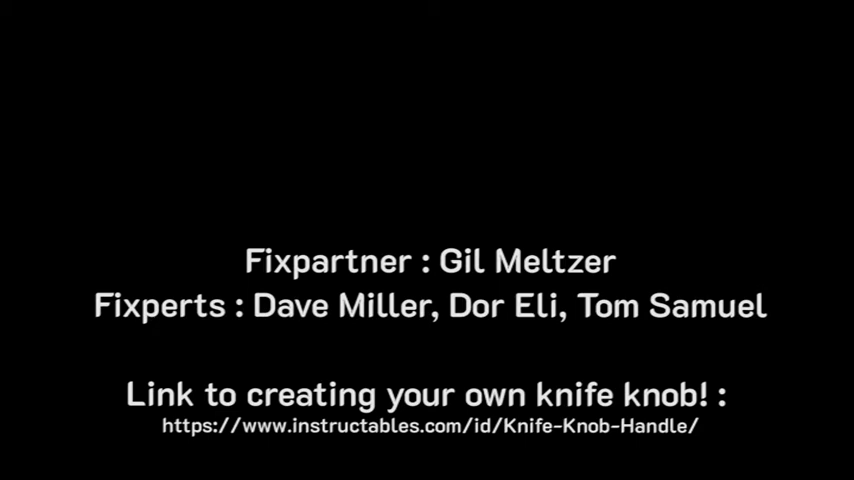 Fixpartner : Gil Meltzer
Fixperts : Dave Miller, Dor Eli, Tom Samuel
Link to creating your own knife knob! :
https://www.instructables.com/id/Knife-Knob-Handle/